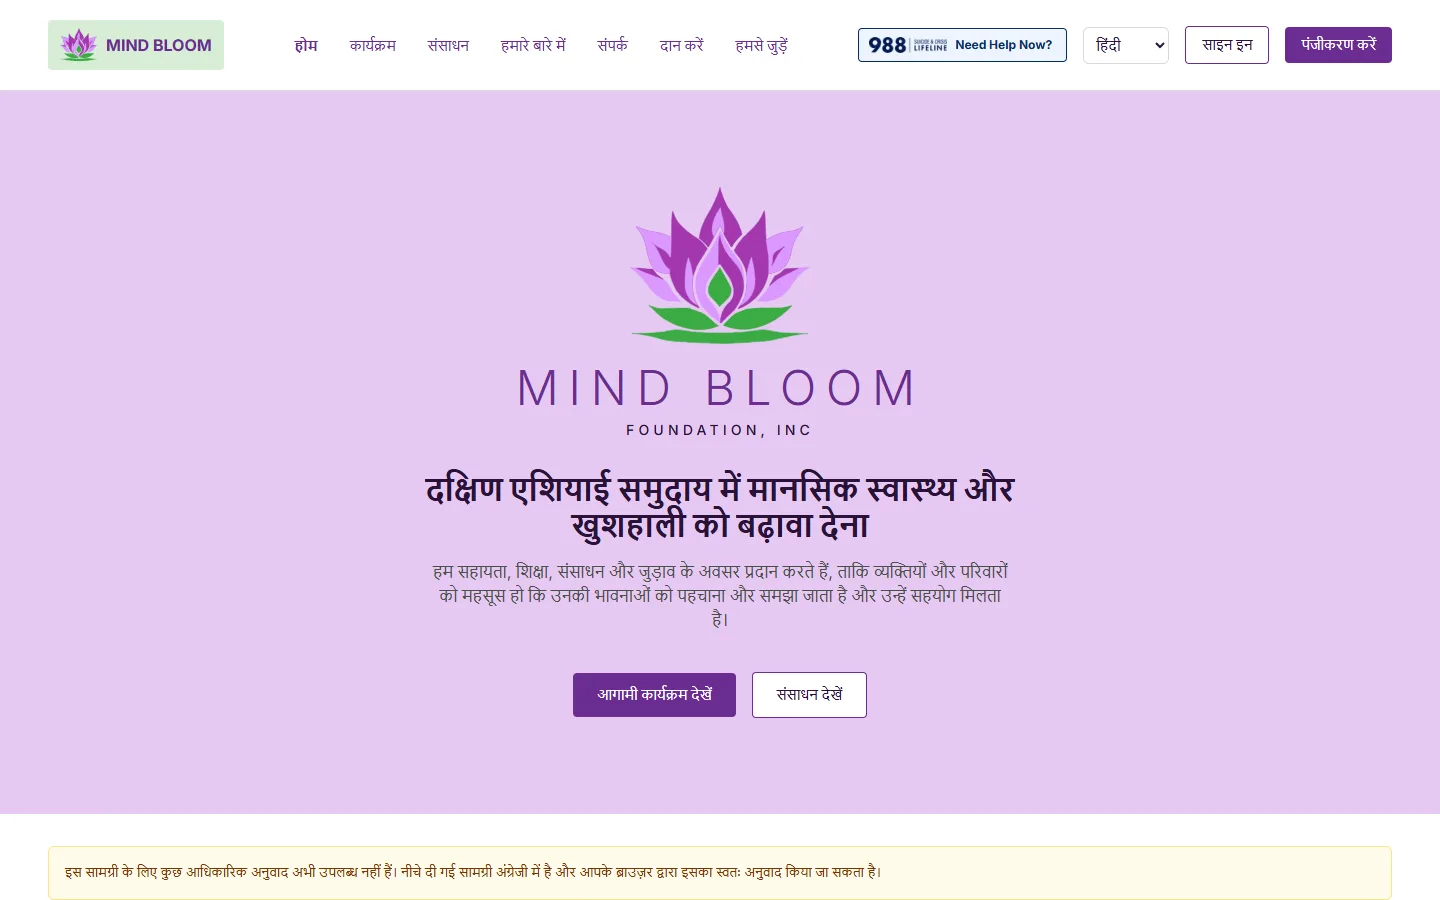 MIND BLOOM
होम
कार्यक्रम
संसाधन
हमारे बारे में
संपर्क
दान करें
हमसे जुड़ें
988 SUICIDE & CRISIS LIFELINE Need Help Now?
हिंदी
साइन इन
पंजीकरण करें
MIND BLOOM
FOUNDATION, INC
दक्षिण एशियाई समुदाय में मानसिक स्वास्थ्य और
खुशहाली को बढ़ावा देना
हम सहायता, शिक्षा, संसाधन और जुड़ाव के अवसर प्रदान करते हैं, ताकि व्यक्तियों और परिवारों
को महसूस हो कि उनकी भावनाओं को पहचाना और समझा जाता है और उन्हें सहयोग मिलता
है।
आगामी कार्यक्रम देखें
संसाधन देखें
इस सामग्री के लिए कुछ आधिकारिक अनुवाद अभी उपलब्ध नहीं हैं। नीचे दी गई सामग्री अंग्रेजी में है और आपके ब्राउज़र द्वारा इसका स्वतः अनुवाद किया जा सकता है।